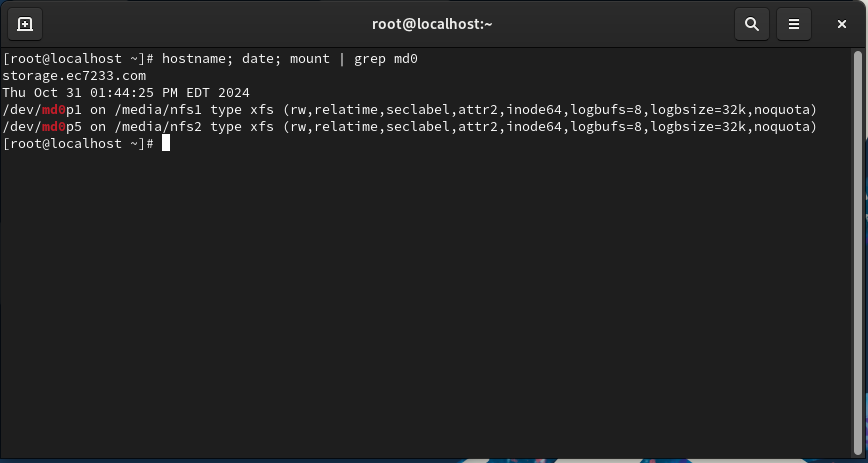 root@localhost:~
[root@localhost ~]# hostname; date; mount | grep md0
storage.ec7233.com
Thu Oct 31 01:44:25 PM EDT 2024
/dev/md0p1 on /media/nfs1 type xfs (rw,relatime,seclabel,attr2,inode64,logbufs=8,logbsize=32k,noquota)
/dev/md0p5 on /media/nfs2 type xfs (rw,relatime,seclabel,attr2,inode64,logbufs=8,logbsize=32k,noquota)
[root@localhost ~]#